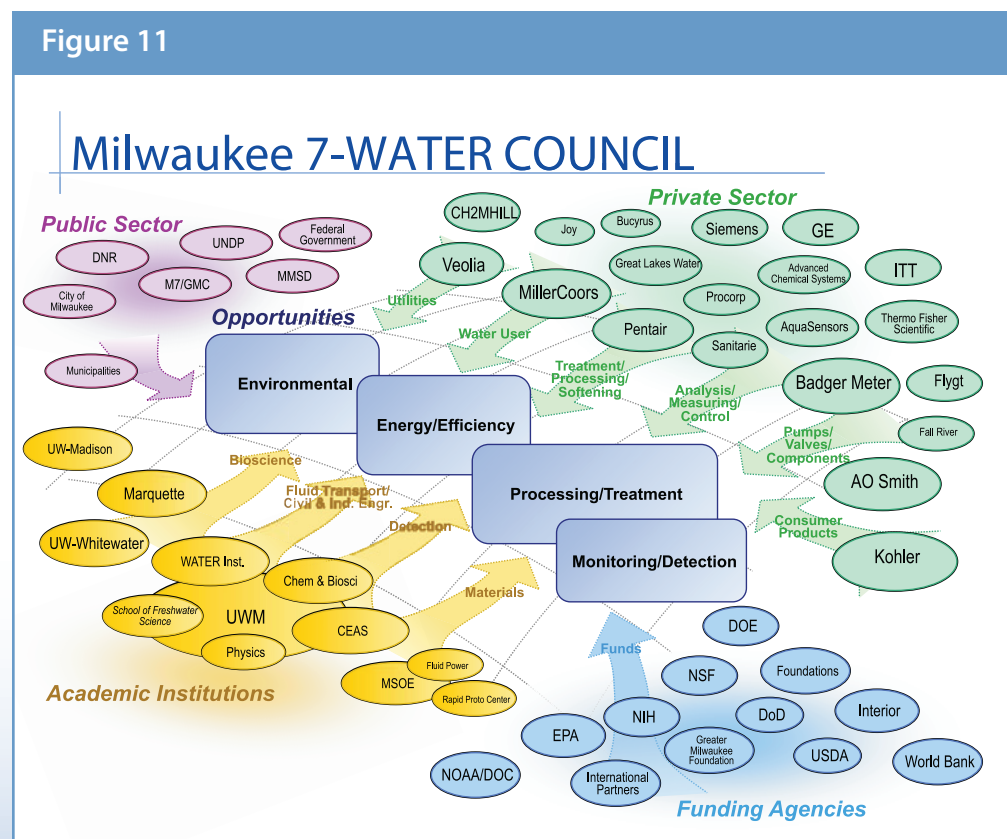 Figure 11
Milwaukee 7-WATER COUNCIL
Public Sector
DNR
UNDP
Federal
Government
M7/GMC
MMSD
City of
Milwaukee
Municipalities
Opportunities
Private Sector
CH2MHILL
Joy
Bucyrus
Siemens
GE
Veolia
Great Lakes Water
Advanced
Chemical Systems
ITT
MillerCoors
Procorp
Pentair
AquaSensors
Thermo Fisher
Scientific
Sanitarie
Badger Meter
Flygt
Fall River
AO Smith
Kohler
Utilities
Water User
Treatment/
Processing/
Softening
Analysis/
Measuring/
Control
Pumps/
Valves/
Components
Consumer
Products
Environmental
Energy/Efficiency
Processing/Treatment
Monitoring/Detection
UW-Madison
Marquette
UW-Whitewater
WATER Inst.
Chem & Biosci
School of Freshwater
Science
UWM
CEAS
Physics
MSOE
Fluid Power
Rapid Proto Center
Bioscience
Fluid Transport/
Civil & Ind. Engr.
Detection
Materials
Academic Institutions
Funds
DOE
NSF
Foundations
NIH
DoD
Interior
EPA
Greater
Milwaukee
Foundation
USDA
World Bank
NOAA/DOC
International
Partners
Funding Agencies